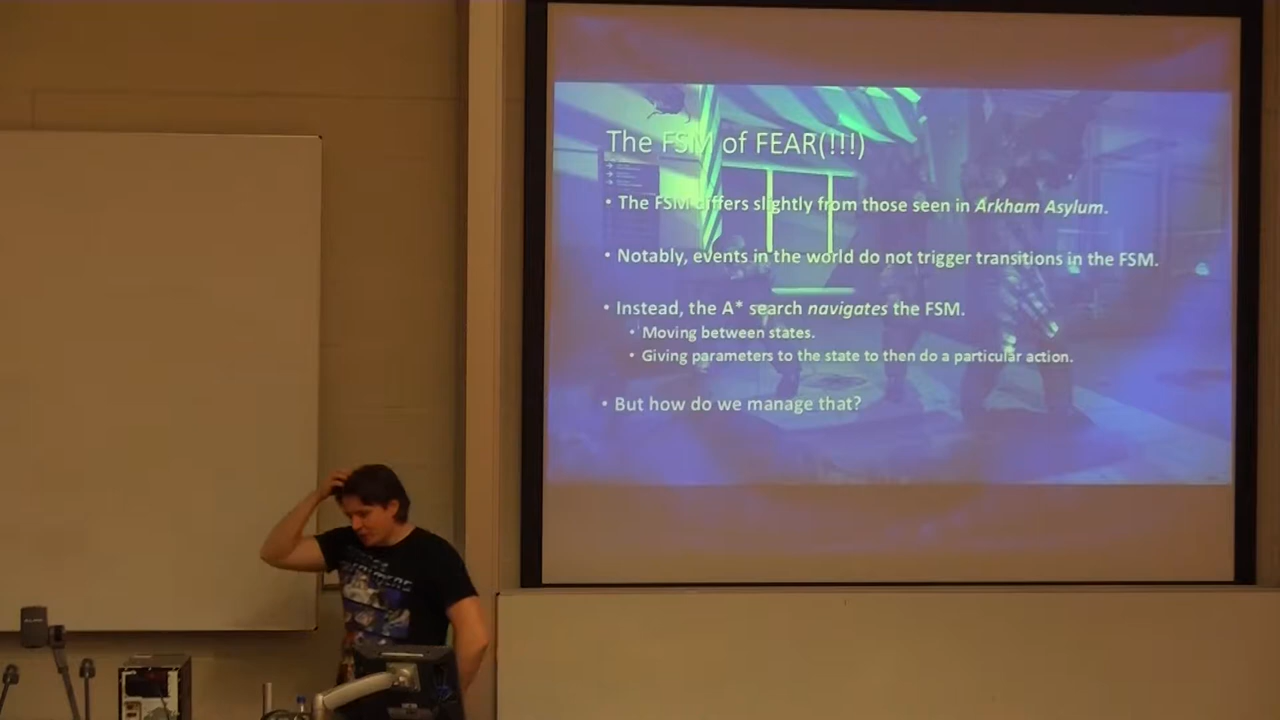 The FSM of FEAR(!!!)
• The FSM differs slightly from those seen in Arkham Asylum.
• Notably, events in the world do not trigger transitions in the FSM.
• Instead, the A* search navigates the FSM.
• Moving between states.
• Giving parameters to the state to then do a particular action.
• But how do we manage that?